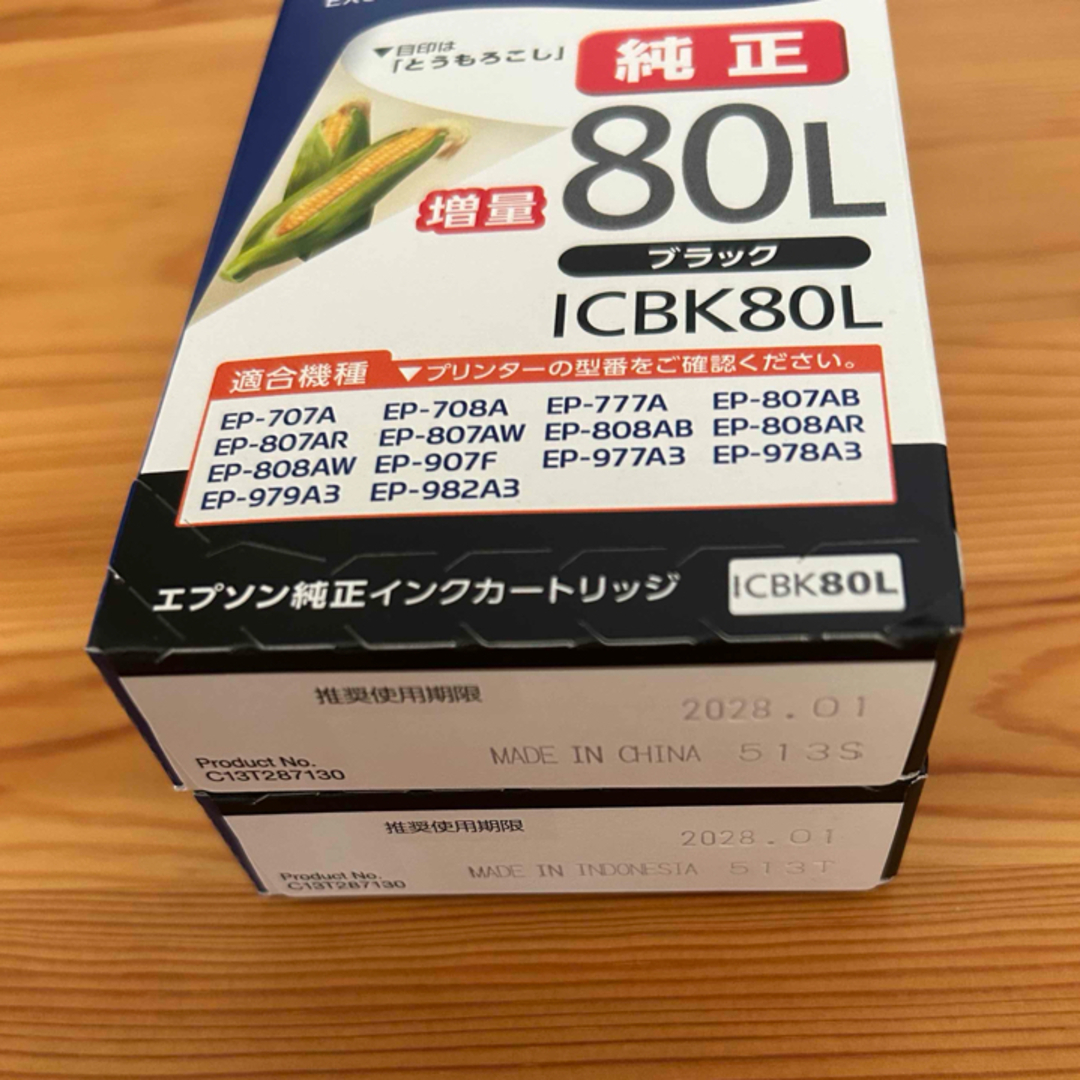 ▼目印は
「とうもろこし」
純正
増量
80L
ブラック
ICBK80L
適合機種 ▼プリンターの型番をご確認ください。
EP-707A EP-708A EP-777A EP-807AB
EP-807AR EP-807AW EP-808AB EP-808AR
EP-808AW EP-907F EP-977A3 EP-978A3
EP-979A3 EP-982A3
エプソン純正インクカートリッジ ICBK80L
推奨使用期限 2028.01
Product No. MADE IN CHINA 513S
C13T287130
推奨使用期限 2028.01
Product No. MADE IN INDONESIA 513T
C13T287130